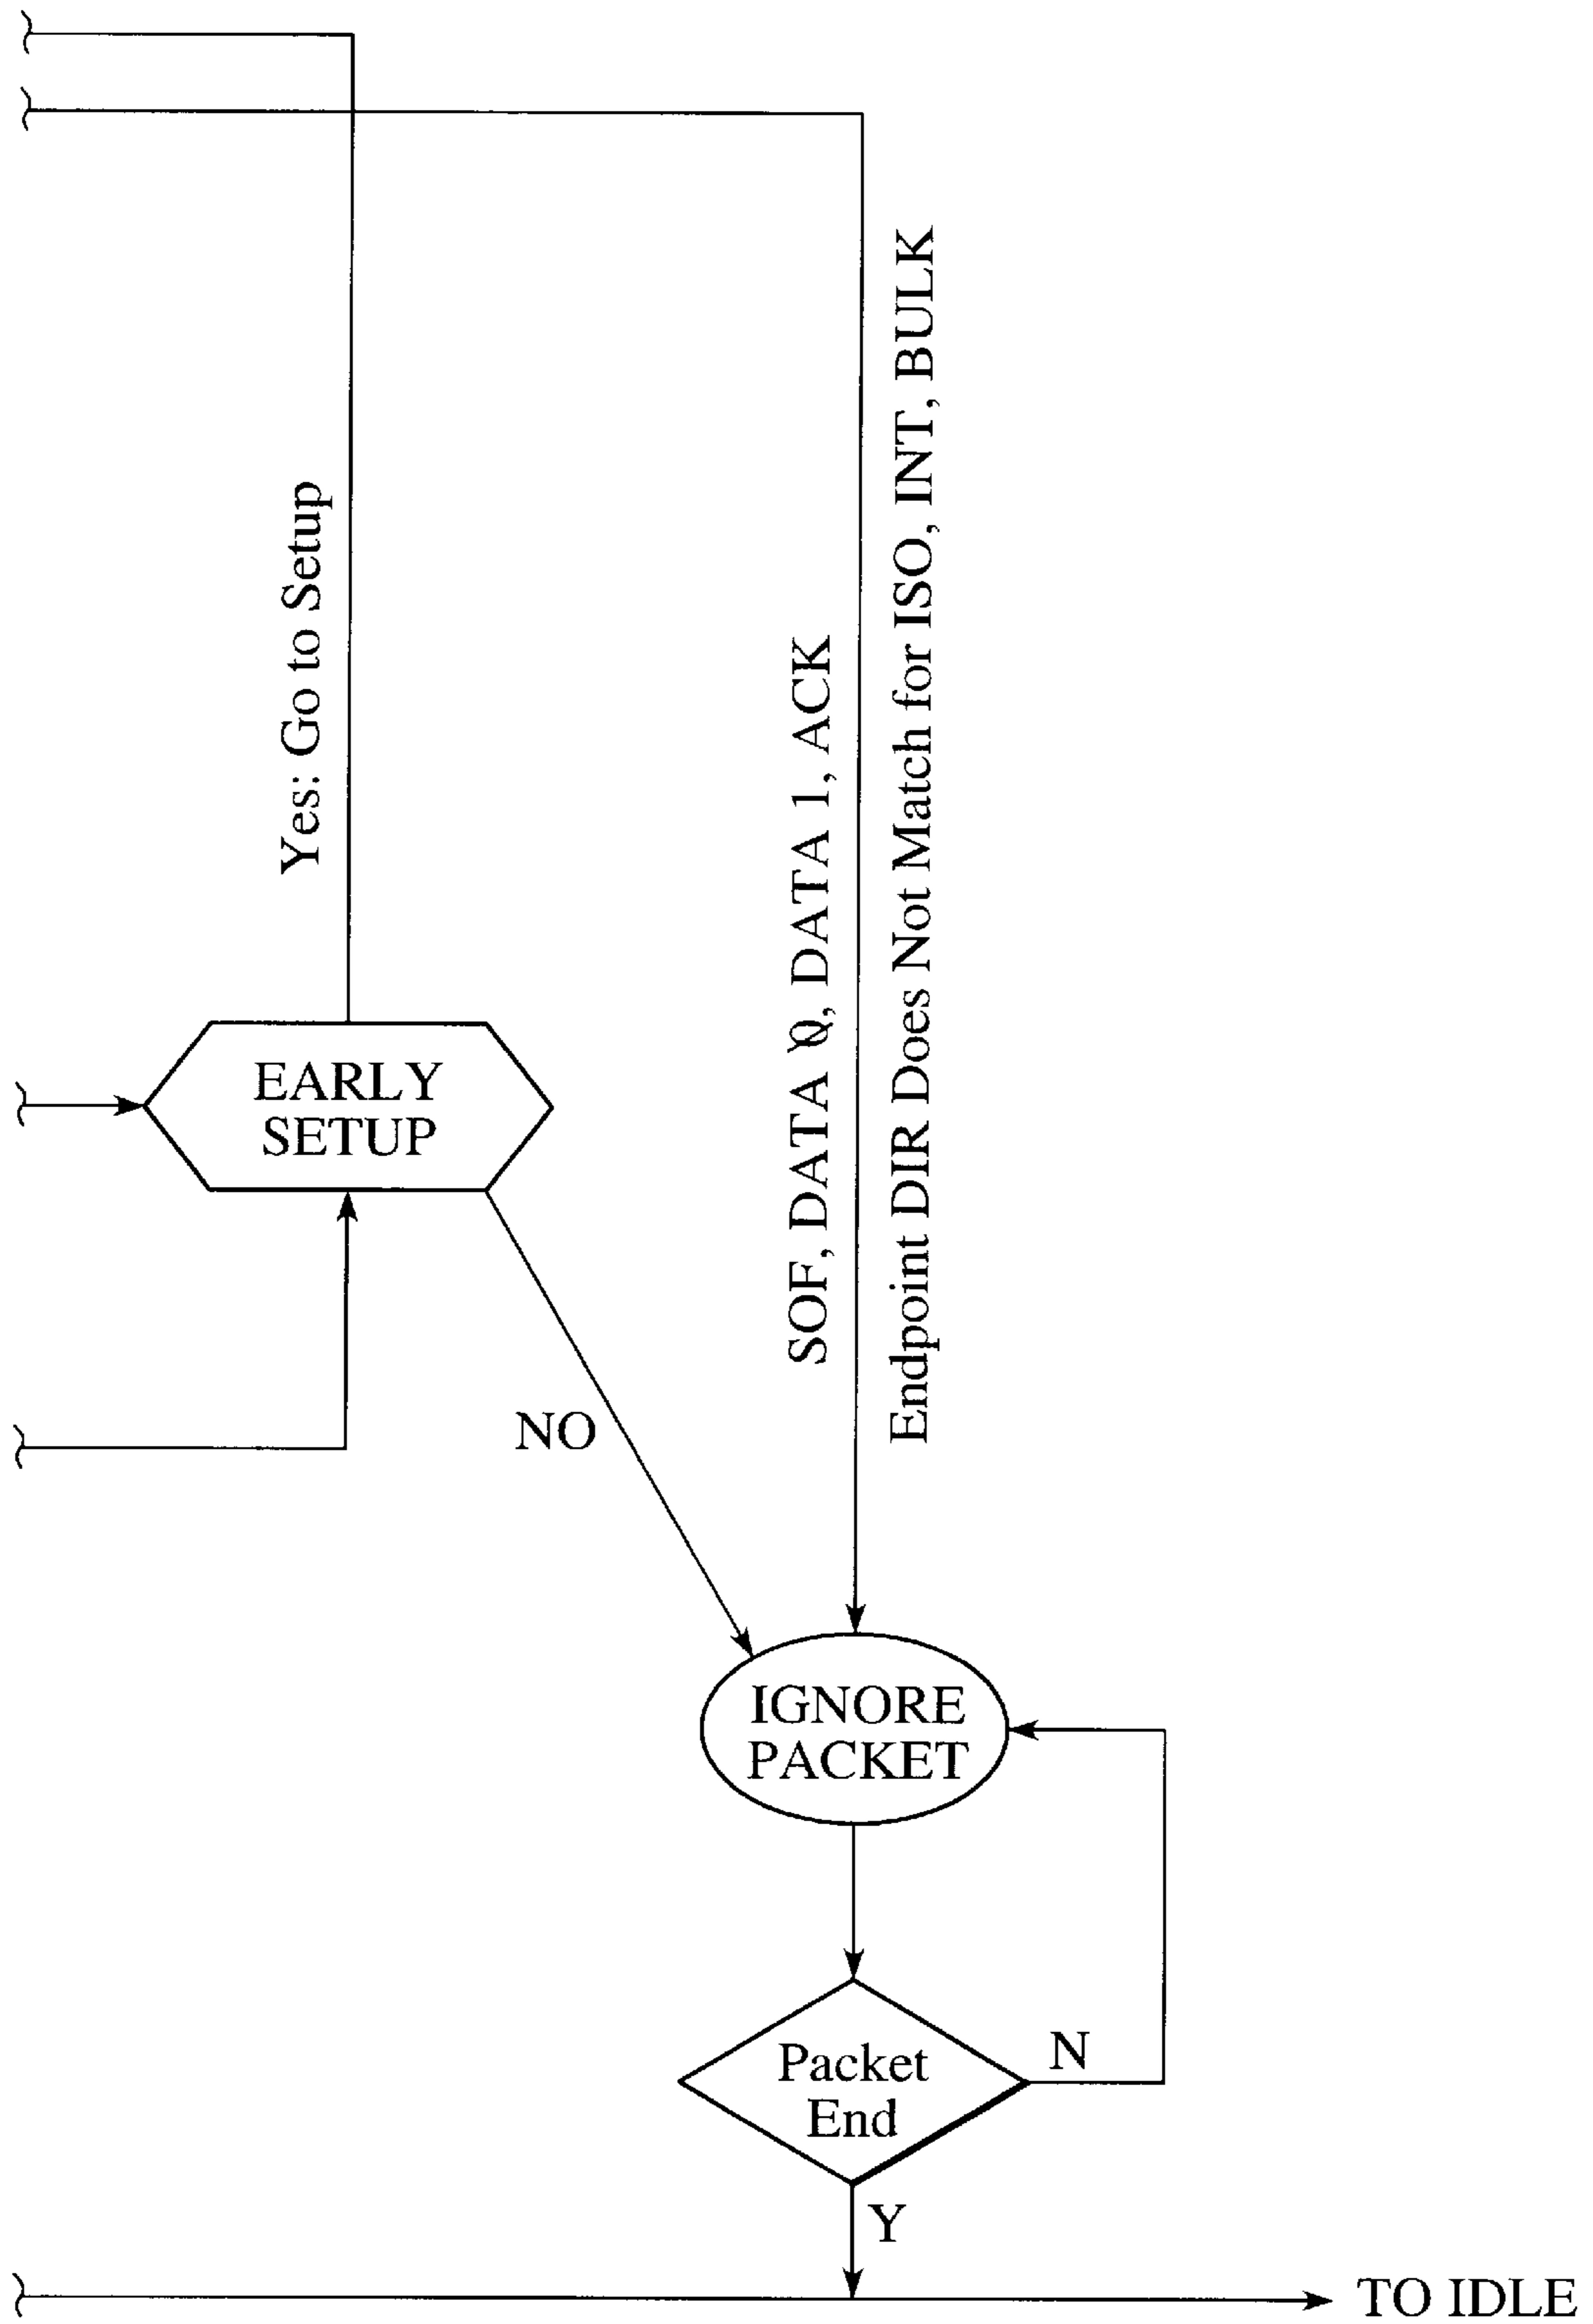 Yes: Go to Setup
SOF, DATA 0, DATA 1, ACK
Endpoint DIR Does Not Match for ISO, INT, BULK
EARLY
SETUP
NO
IGNORE
PACKET
Packet
End
N
Y
TO IDLE